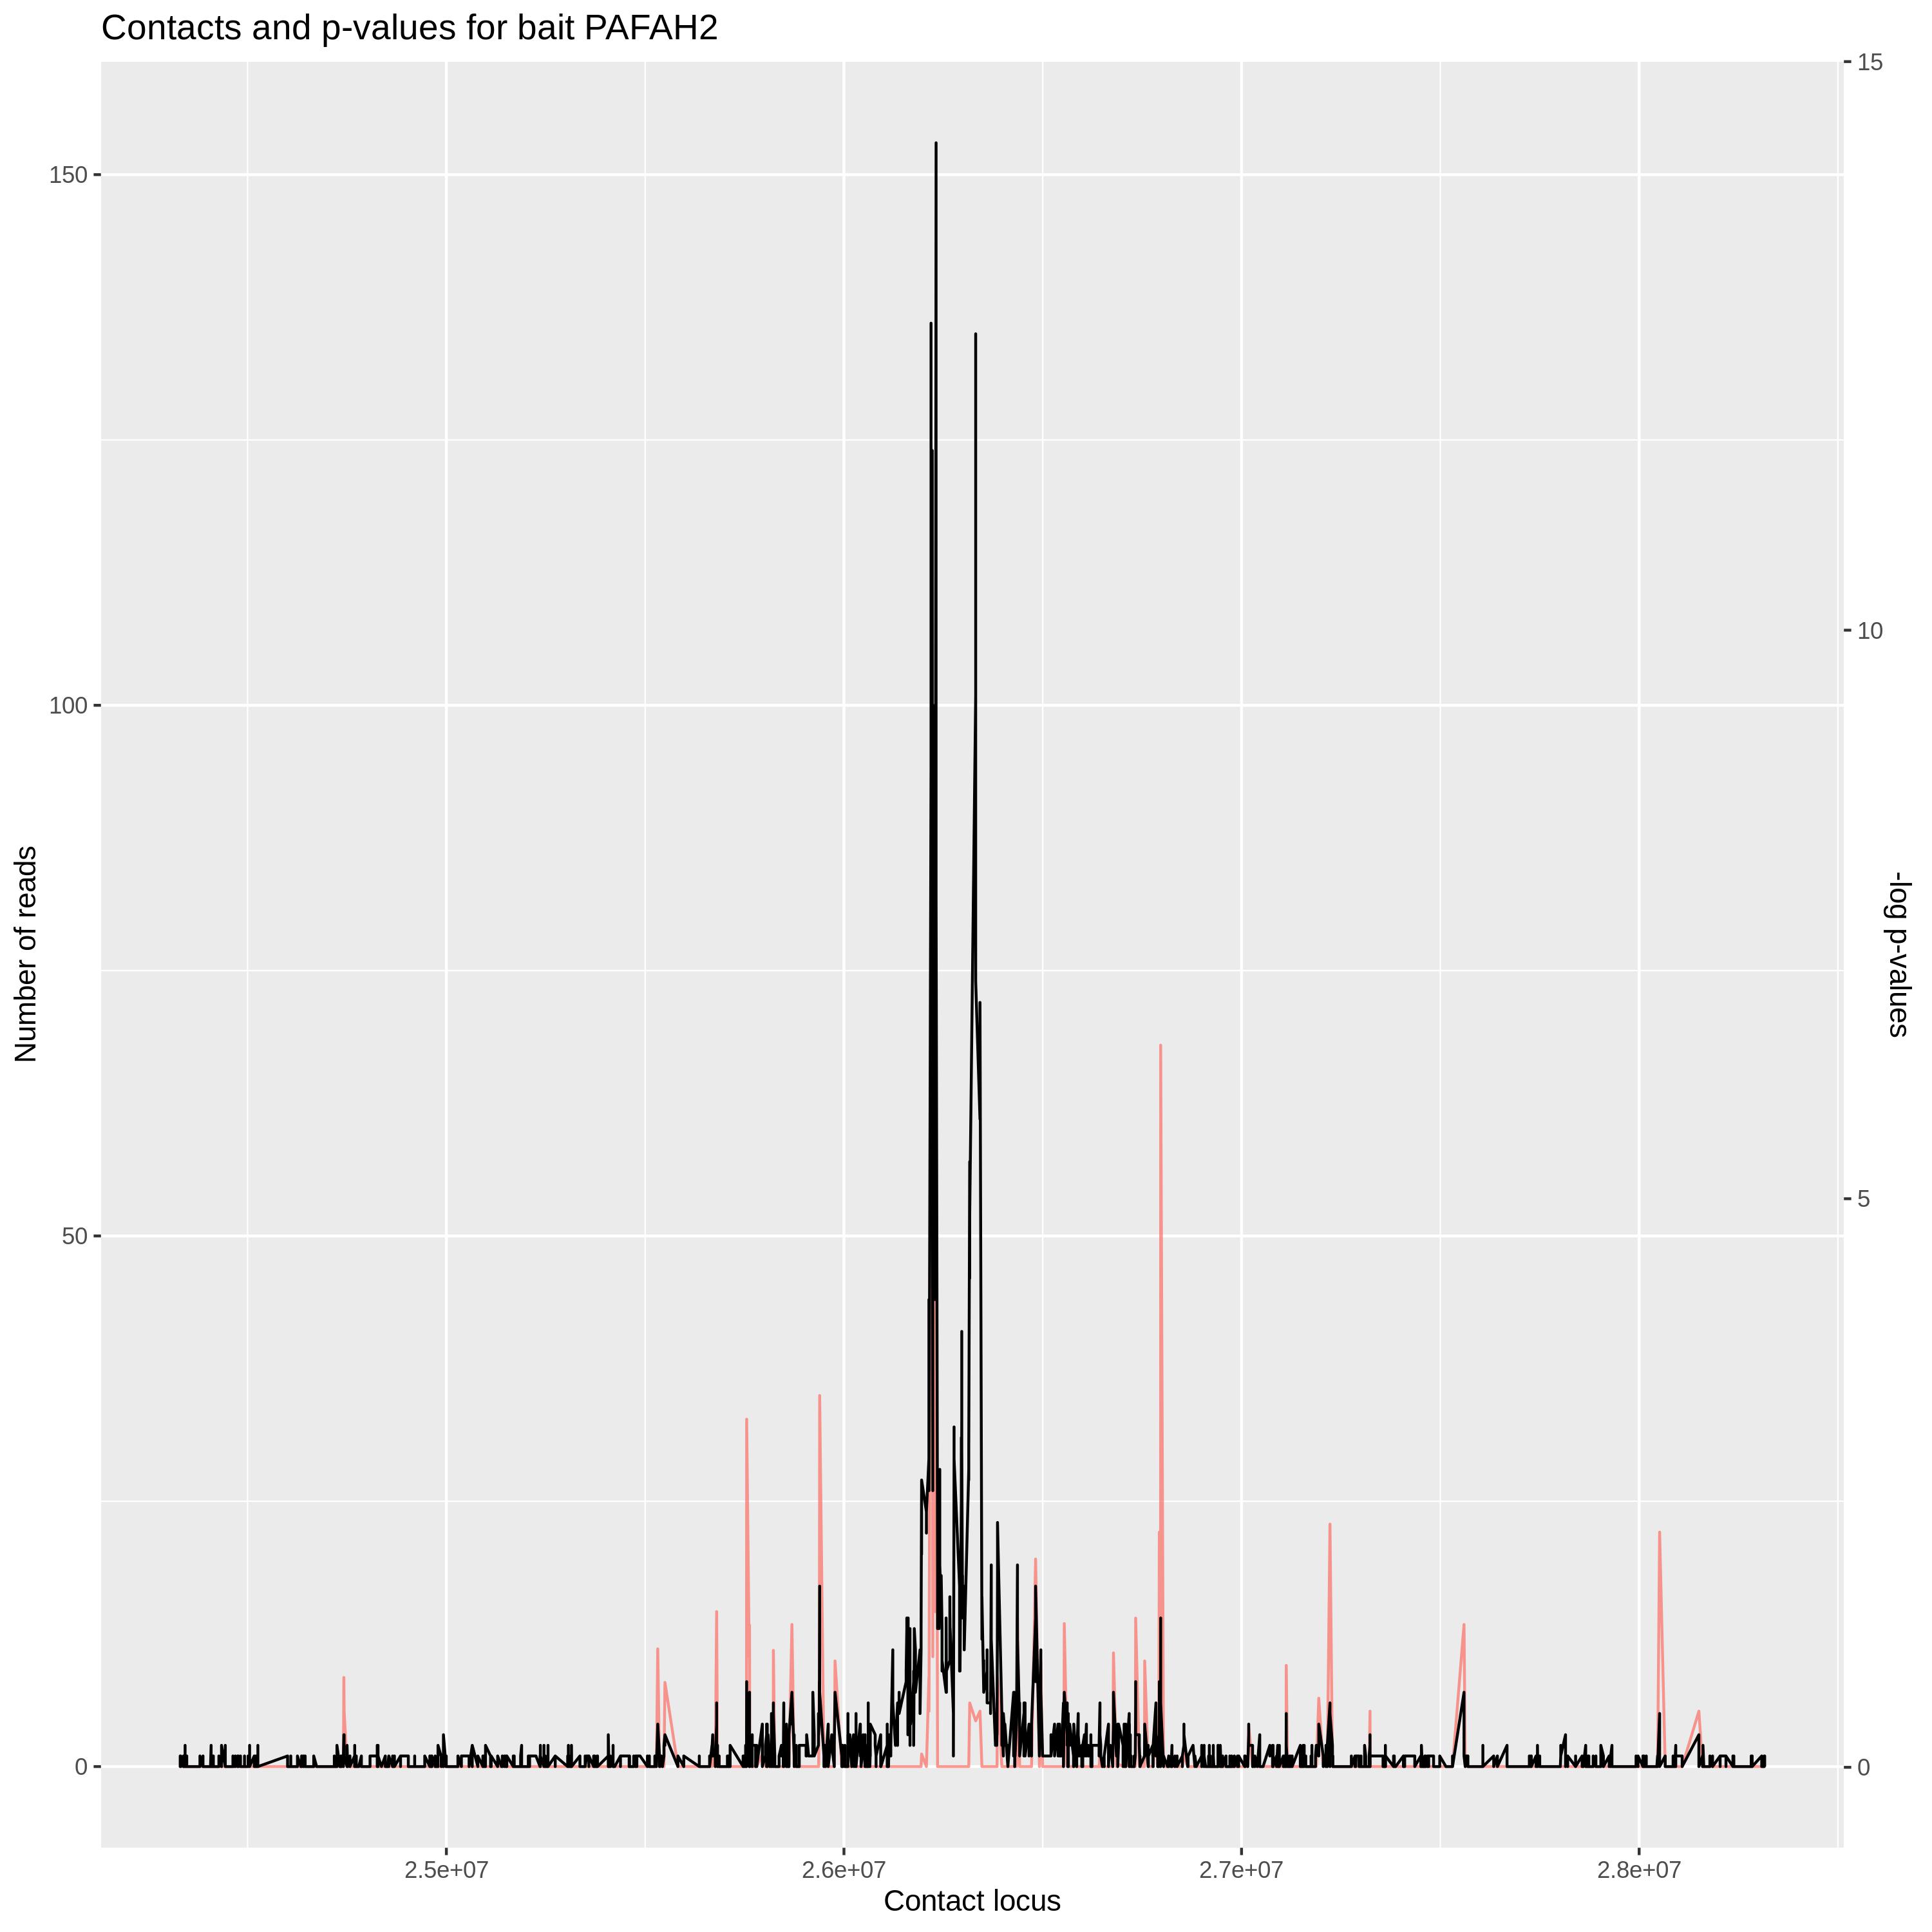 Contacts and p-values for bait PAFAH2
15
150
10
100
Number of reads
-log p-values
5
50
0
0
2.5e+07
2.6e+07
2.7e+07
2.8e+07
Contact locus